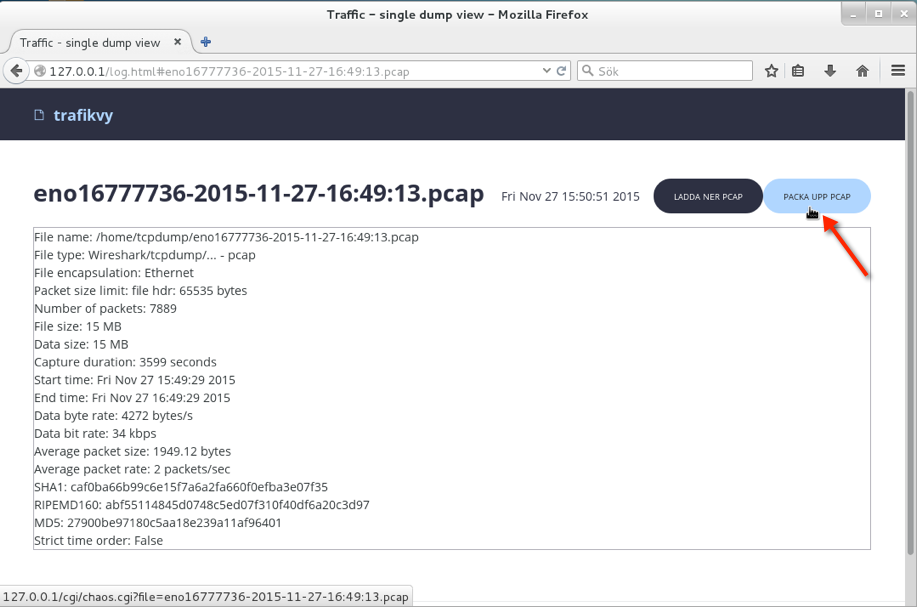 Traffic - single dump view - Mozilla Firefox
Traffic - single dump view
127.0.0.1/log.html#eno16777736-2015-11-27-16:49:13.pcap
Sök
trafikvy
eno16777736-2015-11-27-16:49:13.pcap
Fri Nov 27 15:50:51 2015
LADDA NER PCAP
PACKA UPP PCAP
File name: /home/tcpdump/eno16777736-2015-11-27-16:49:13.pcap
File type: Wireshark/tcpdump/... - pcap
File encapsulation: Ethernet
Packet size limit: file hdr: 65535 bytes
Number of packets: 7889
File size: 15 MB
Data size: 15 MB
Capture duration: 3599 seconds
Start time: Fri Nov 27 15:49:29 2015
End time: Fri Nov 27 16:49:29 2015
Data byte rate: 4272 bytes/s
Data bit rate: 34 kbps
Average packet size: 1949.12 bytes
Average packet rate: 2 packets/sec
SHA1: caf0ba66b99c6e15f7a6a2fa660f0efba3e07f35
RIPEMD160: abf55114845d0748c5ed07f310f40df6a20c3d97
MD5: 27900be97180c5aa18e239a11af96401
Strict time order: False
127.0.0.1/cgi/chaos.cgi?file=eno16777736-2015-11-27-16:49:13.pcap